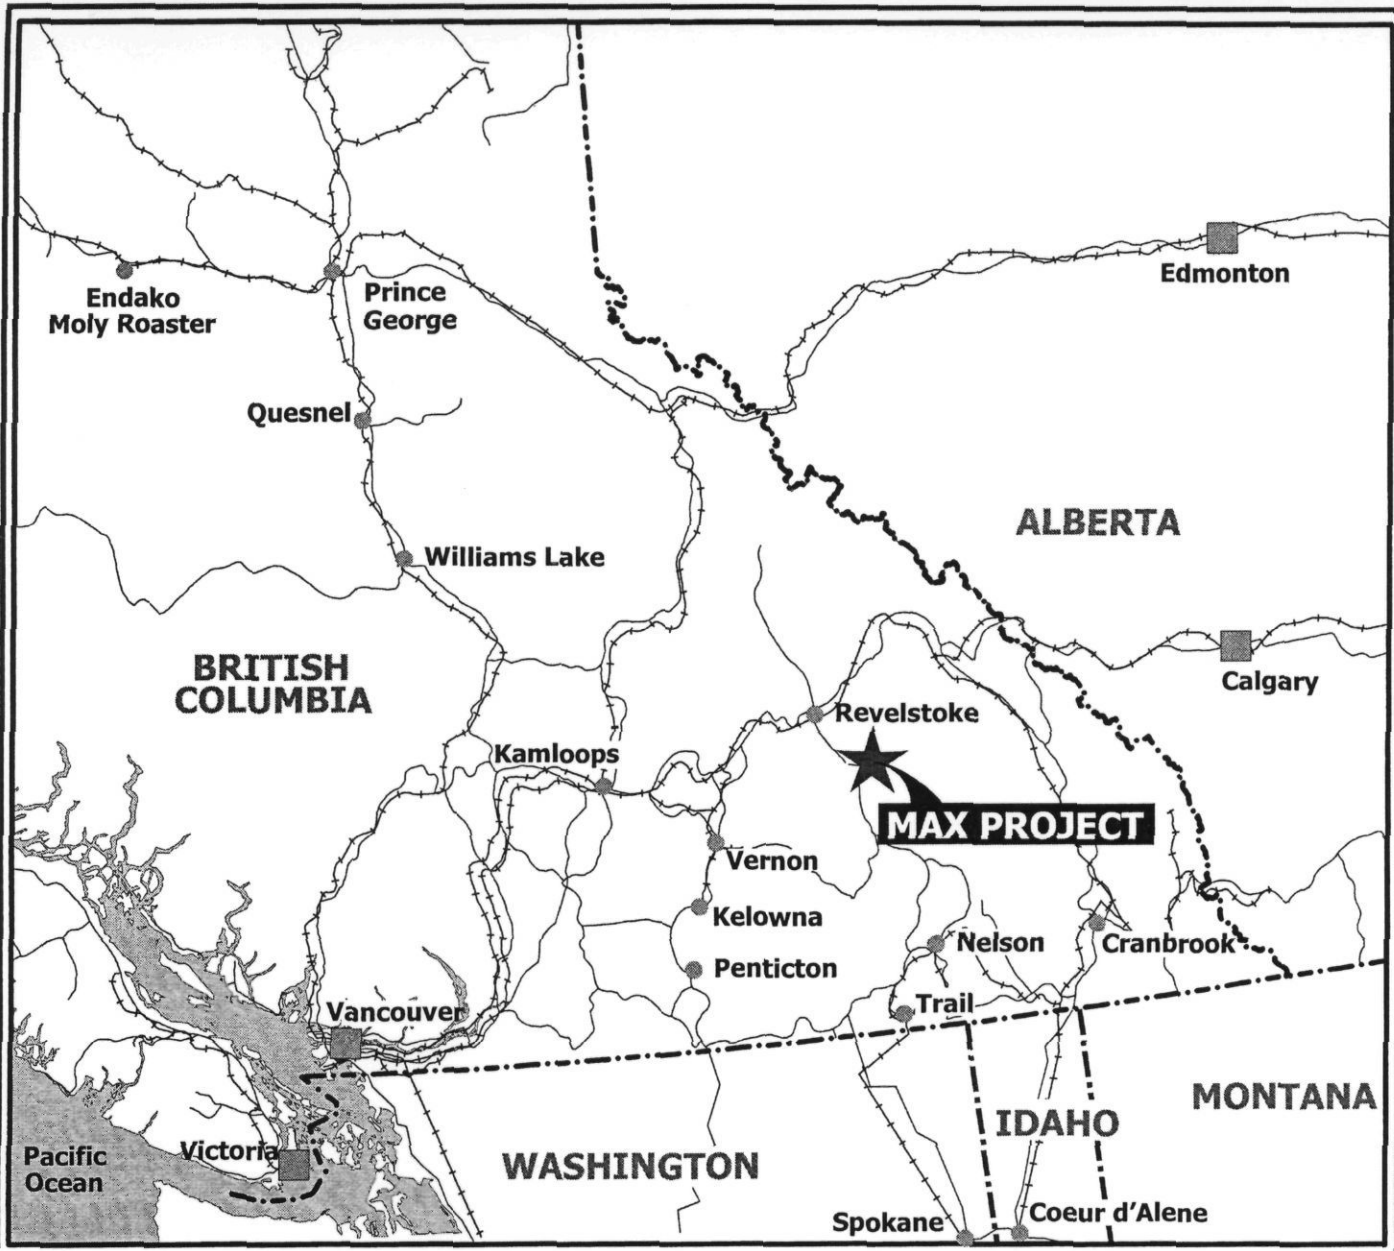 Edmonton
Endako
Moly Roaster
Prince
George
Quesnel
ALBERTA
Williams Lake
BRITISH
COLUMBIA
Calgary
Revelstoke
Kamloops
MAX PROJECT
Vernon
Kelowna
Nelson
Cranbrook
Penticton
Trail
Vancouver
MONTANA
IDAHO
Victoria
Pacific
Ocean
WASHINGTON
Spokane
Coeur d'Alene